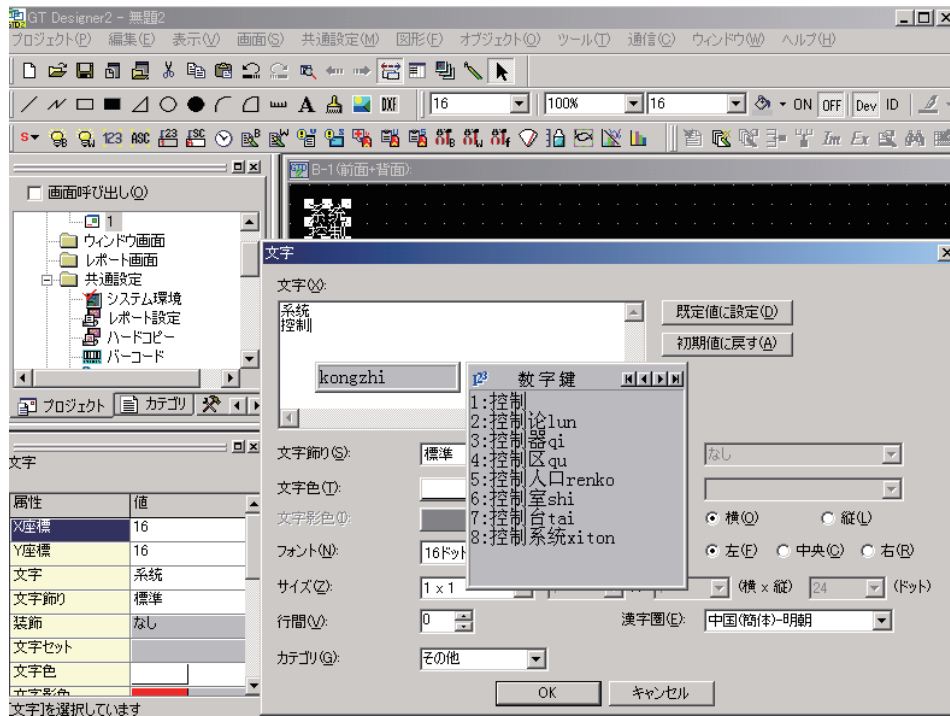 GT Designer2 - 無題2
プロジェクト(P) 編集(E) 表示(V) 画面(S) 共通設定(M) 図形(F) オブジェクト(O) ツール(T) 通信(C) ウィンドウ(W) ヘルプ(H)
A DXF 16 100% 16 ON OFF Dev ID
S 123 ASC 123 ASC Im Ex
画面呼び出し(O)
B-1(前面+背面):
1
ウィンドウ画面
レポート画面
共通設定
システム環境
レポート設定
ハードコピー
バーコード
プロジェクト カテゴリ
系统
控制
文字
文字(X):
系统
控制
既定値に設定(D)
初期値に戻す(A)
kongzhi
123 数字鍵
1:控制
2:控制论lun
3:控制器qi
4:控制区qu
5:控制人口renko
6:控制室shi
7:控制台tai
8:控制系统xiton
文字飾り(S): 標準 なし
文字色(T):
文字影色(I): 横(O) 縦(L)
フォント(N): 16ドット 左(F) 中央(C) 右(R)
サイズ(Z): 1 x 1 (横 x 縦) 24 (ドット)
行間(V): 0 漢字圏(E): 中国(簡体)-明朝
カテゴリ(G): その他
OK キャンセル
文字
属性 値
X座標 16
Y座標 16
文字 系统
文字飾り 標準
装飾 なし
文字セット
文字色
文字影色
[文字]を選択しています